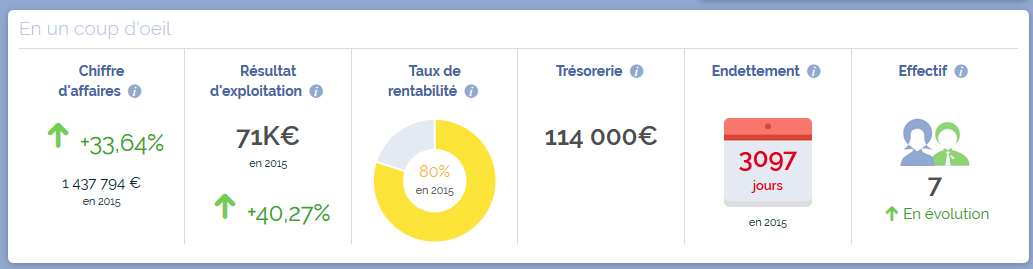 En un coup d'oeil
Chiffre
d'affaires i
+33,64%
1 437 794 €
en 2015
Résultat
d'exploitation i
71K€
en 2015
+40,27%
Taux de
rentabilité i
80%
en 2015
Trésorerie i
114 000€
Endettement i
3097
jours
en 2015
Effectif i
7
En évolution